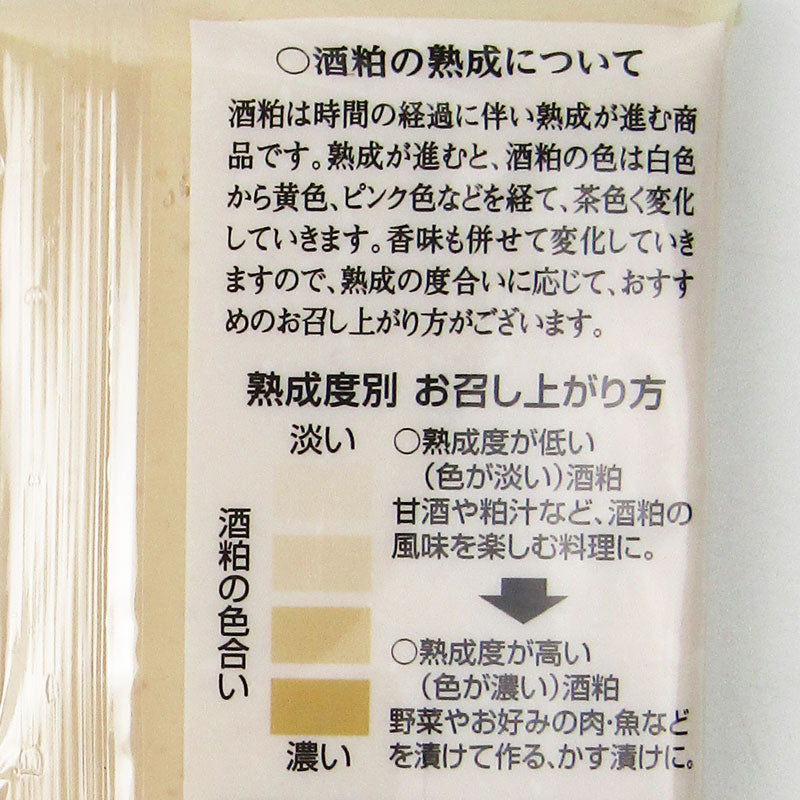 ○酒粕の熟成について
酒粕は時間の経過に伴い熟成が進む商
品です。熟成が進むと、酒粕の色は白色
から黄色、ピンク色などを経て、茶色く変化
していきます。香味も併せて変化していき
ますので、熟成の度合いに応じて、おすす
めのお召し上がり方がございます。
熟成度別 お召し上がり方
淡い
酒粕の色合い
濃い
○熟成度が低い
（色が淡い）酒粕
甘酒や粕汁など、酒粕の
風味を楽しむ料理に。
○熟成度が高い
（色が濃い）酒粕
野菜やお好みの肉・魚など
を漬けて作る、かす漬けに。